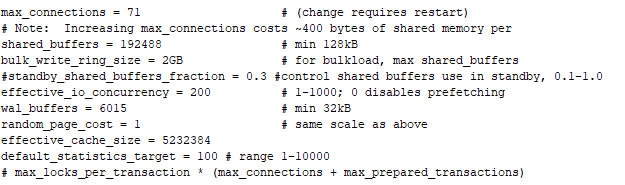 max_connections = 71 # (change requires restart)
# Note: Increasing max_connections costs ~400 bytes of shared memory per
shared_buffers = 192488 # min 128kB
bulk_write_ring_size = 2GB # for bulkload, max shared_buffers
#standby_shared_buffers_fraction = 0.3 #control shared buffers use in standby, 0.1-1.0
effective_io_concurrency = 200 # 1-1000; 0 disables prefetching
wal_buffers = 6015 # min 32kB
random_page_cost = 1 # same scale as above
effective_cache_size = 5232384
default_statistics_target = 100 # range 1-10000
# max_locks_per_transaction * (max_connections + max_prepared_transactions)